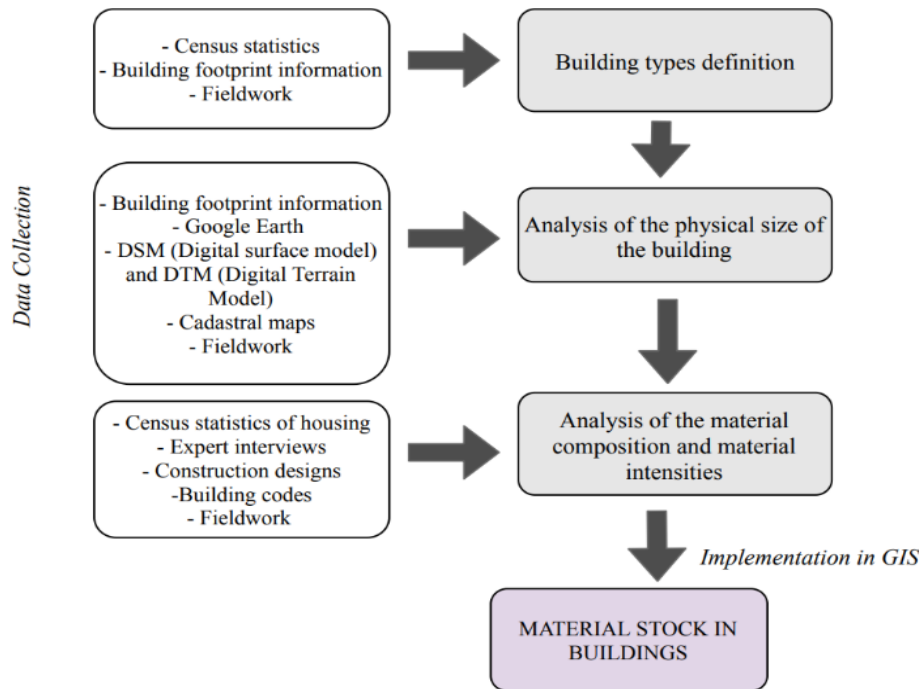 - Census statistics
- Building footprint information
- Fieldwork
Building types definition
Data Collection
- Building footprint information
- Google Earth
- DSM (Digital surface model)
and DTM (Digital Terrain
Model)
- Cadastral maps
- Fieldwork
Analysis of the physical size of
the building
- Census statistics of housing
- Expert interviews
- Construction designs
-Building codes
- Fieldwork
Analysis of the material
composition and material
intensities
Implementation in GIS
MATERIAL STOCK IN
BUILDINGS